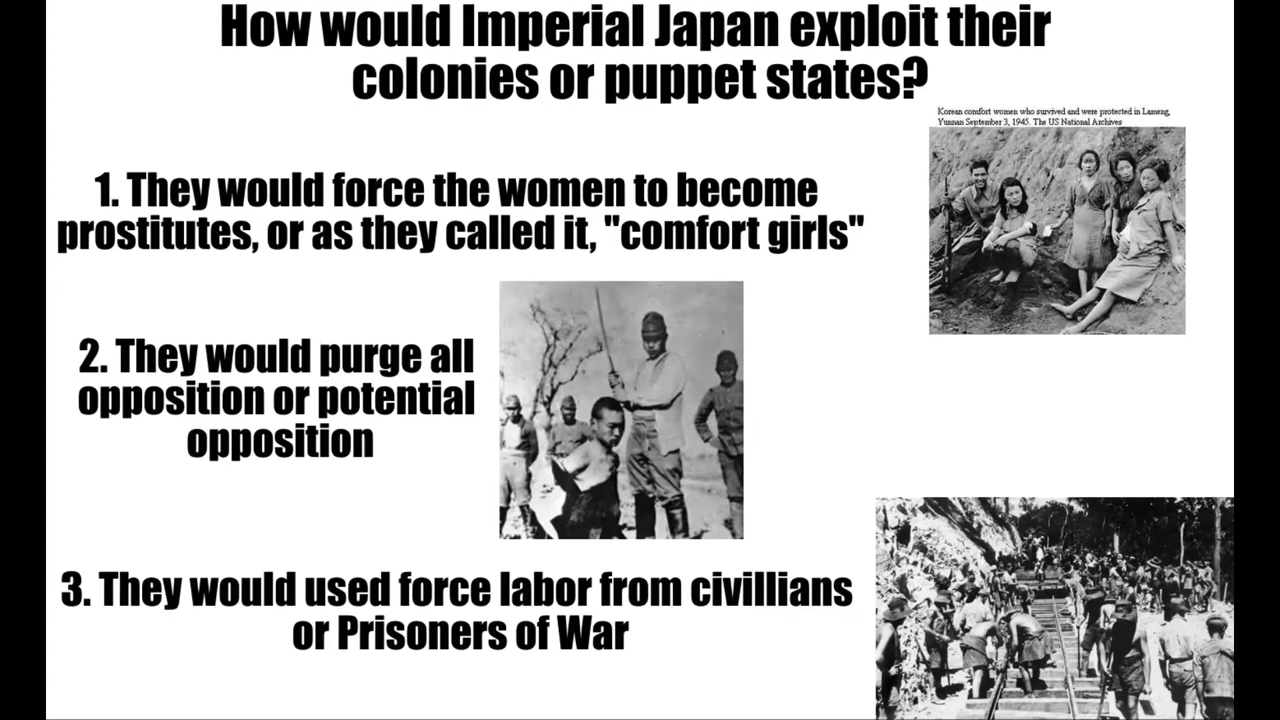 How would Imperial Japan exploit their
colonies or puppet states?
Korean comfort women who survived and were protected in Lameng,
Yunnan September 3, 1945. The US National Archives
1. They would force the women to become
prostitutes, or as they called it, "comfort girls"
2. They would purge all
opposition or potential
opposition
3. They would used force labor from civillians
or Prisoners of War